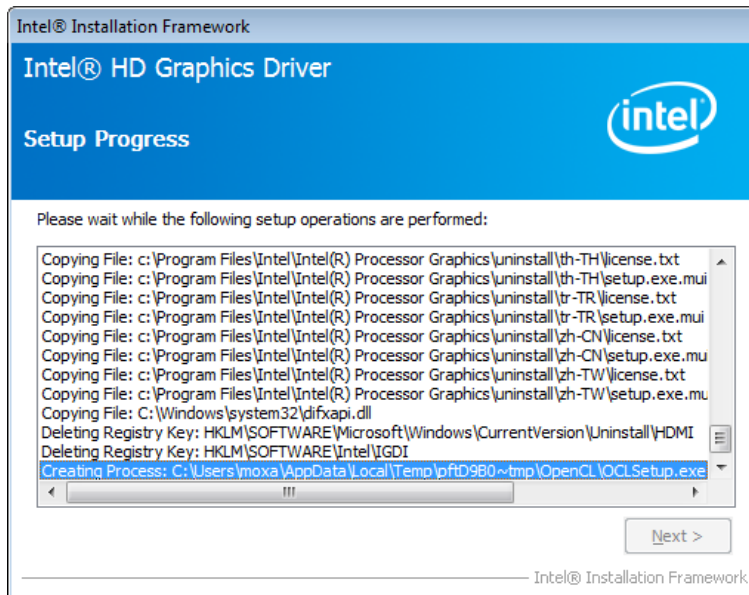 Intel® Installation Framework
Intel® HD Graphics Driver
intel®
Setup Progress
Please wait while the following setup operations are performed:
Copying File: c:\Program Files\Intel\Intel(R) Processor Graphics\uninstall\th-TH\license.txt
Copying File: c:\Program Files\Intel\Intel(R) Processor Graphics\uninstall\th-TH\setup.exe.mui
Copying File: c:\Program Files\Intel\Intel(R) Processor Graphics\uninstall\tr-TR\license.txt
Copying File: c:\Program Files\Intel\Intel(R) Processor Graphics\uninstall\tr-TR\setup.exe.mui
Copying File: c:\Program Files\Intel\Intel(R) Processor Graphics\uninstall\zh-CN\license.txt
Copying File: c:\Program Files\Intel\Intel(R) Processor Graphics\uninstall\zh-CN\setup.exe.mu
Copying File: c:\Program Files\Intel\Intel(R) Processor Graphics\uninstall\zh-TW\license.txt
Copying File: c:\Program Files\Intel\Intel(R) Processor Graphics\uninstall\zh-TW\setup.exe.mu
Copying File: C:\Windows\system32\difxapi.dll
Deleting Registry Key: HKLM\SOFTWARE\Microsoft\Windows\CurrentVersion\Uninstall\HDMI
Deleting Registry Key: HKLM\SOFTWARE\Intel\IGDI
Creating Process: C:\Users\moxa\AppData\Local\Temp\pftD9B0~tmp\OpenCL\OCLSetup.exe
Next >
Intel® Installation Framework